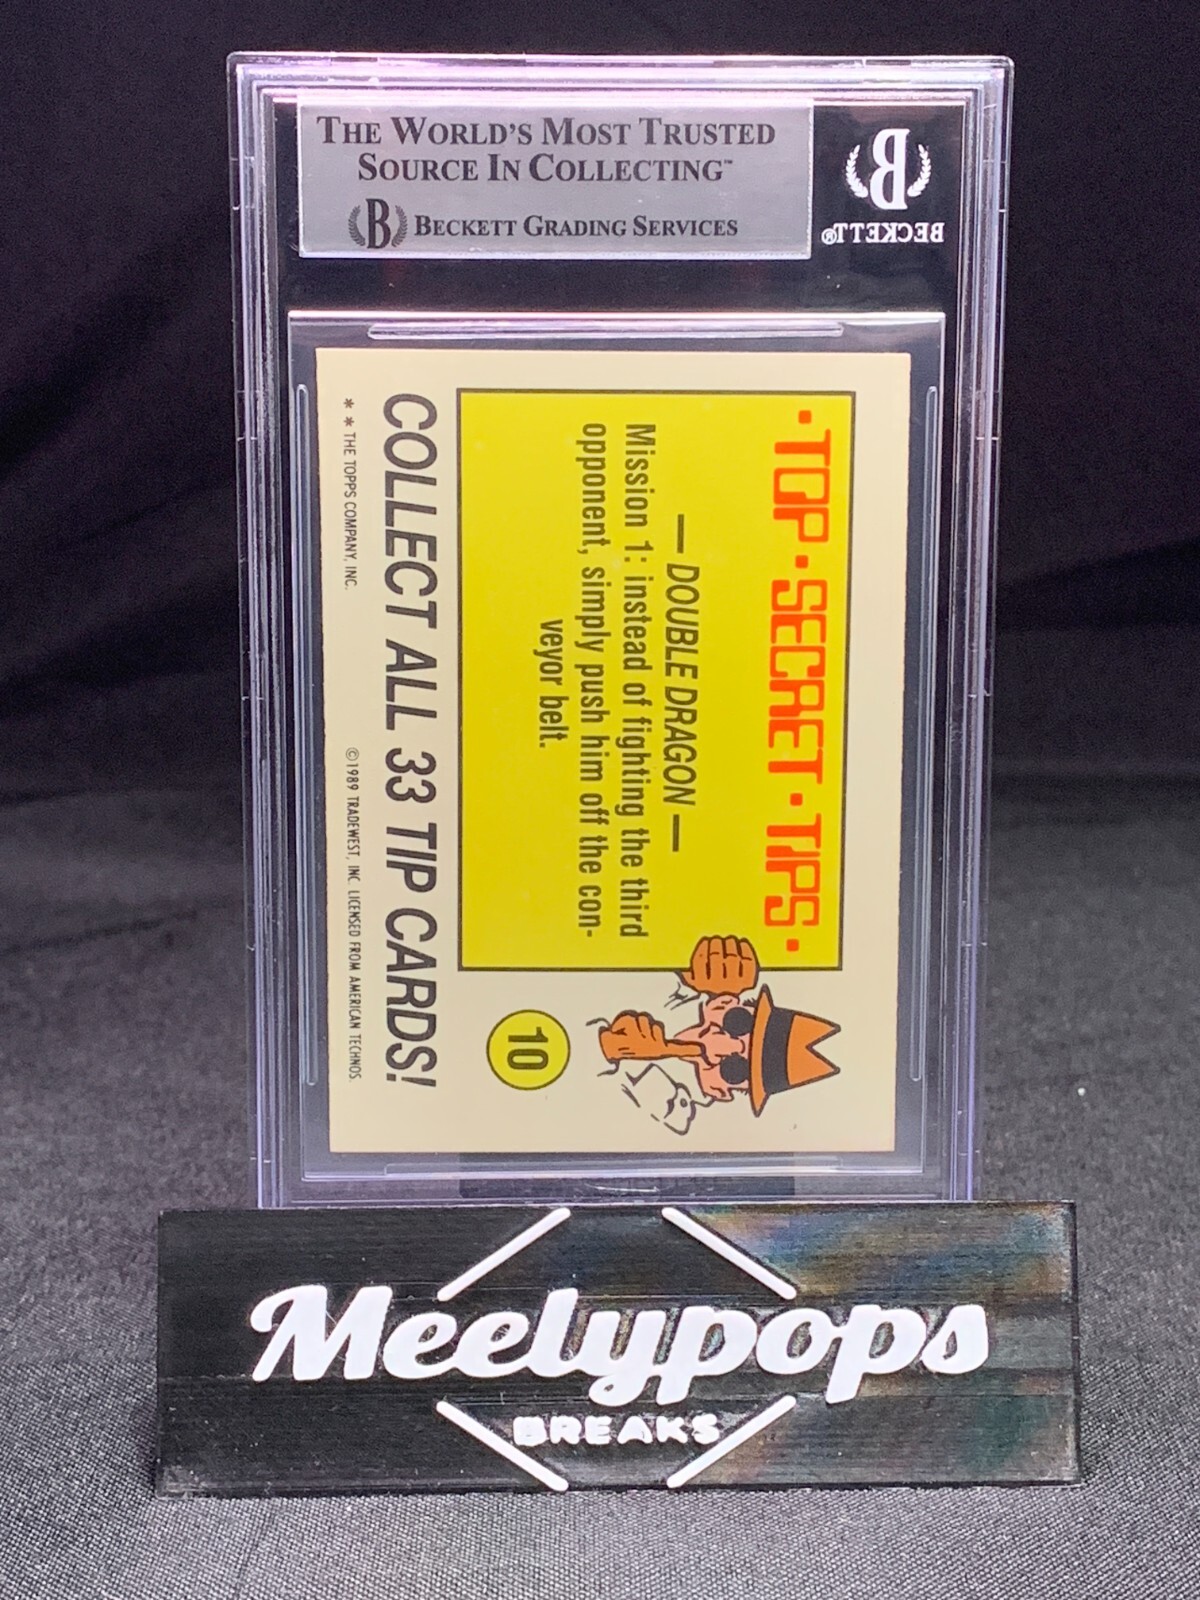 THE WORLD'S MOST TRUSTED
SOURCE IN COLLECTING™
B BECKETT GRADING SERVICES
B
BECKETT®
·TOP·SECRET·TIPS·
— DOUBLE DRAGON —
Mission 1: instead of fighting the third
opponent, simply push him off the con-
veyor belt.
10
COLLECT ALL 33 TIP CARDS!
* * THE TOPPS COMPANY, INC.
©1989 TRADEWEST, INC. LICENSED FROM AMERICAN TECHNOS.
Meelypops
BREAKS